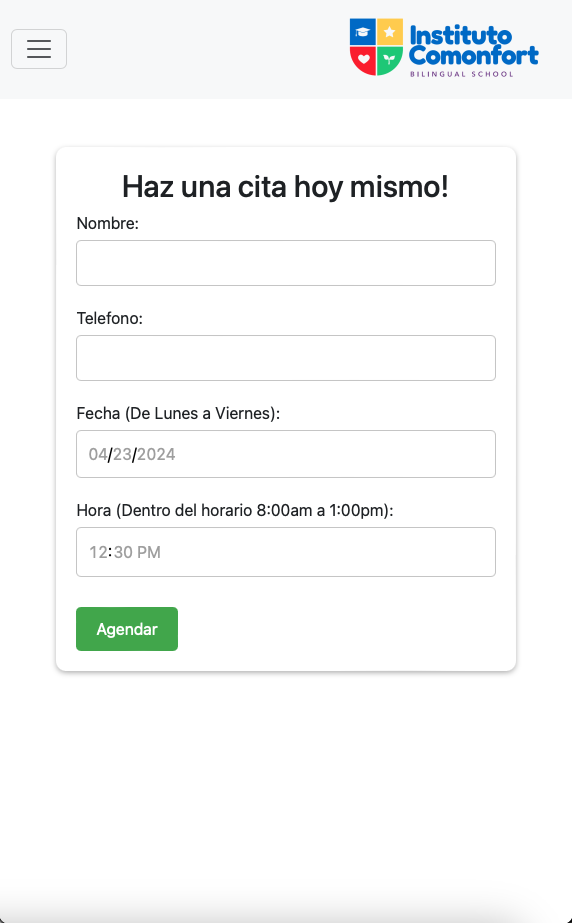 Instituto
Comonfort
BILINGUAL SCHOOL
Haz una cita hoy mismo!
Nombre:
Telefono:
Fecha (De Lunes a Viernes):
04/23/2024
Hora (Dentro del horario 8:00am a 1:00pm):
12:30 PM
Agendar